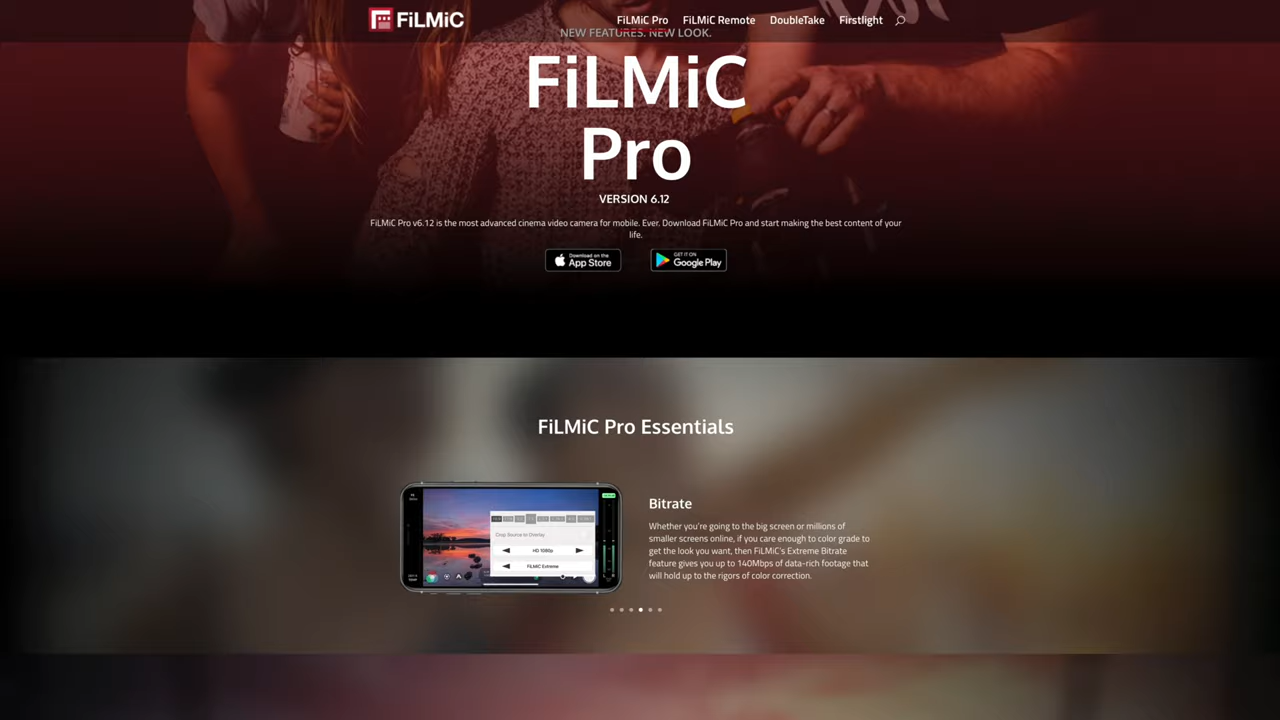 FiLMiC
FiLMiC Pro
FiLMiC Remote
DoubleTake
Firstlight
NEW FEATURES. NEW LOOK.
FiLMiC
Pro
VERSION 6.12
FiLMiC Pro v6.12 is the most advanced cinema video camera for mobile. Ever. Download FiLMiC Pro and start making the best content of your
life.
Download on the
App Store
GET IT ON
Google Play
FiLMiC Pro Essentials
Crop Source to Overlay
HD 1080p
FiLMiC Extreme
Bitrate
Whether you're going to the big screen or millions of
smaller screens online, if you care enough to color grade to
get the look you want, then FiLMiC's Extreme Bitrate
feature gives you up to 140Mbps of data-rich footage that
will hold up to the rigors of color correction.